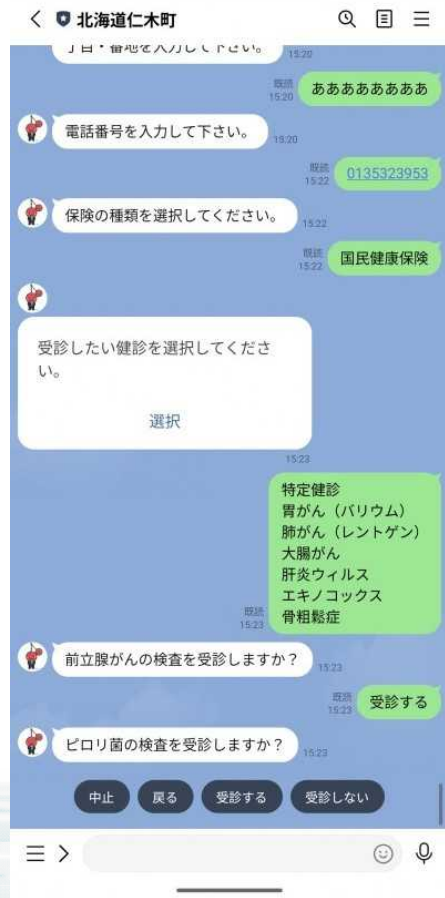 北海道仁木町
丁目・番地を入力して下さい。
15:20
既読
15:20
ああああああああ
電話番号を入力して下さい。
15:20
既読
15:22
0135323953
保険の種類を選択してください。
15:22
既読
15:22
国民健康保険
受診したい健診を選択してくださ
い。
選択
15:23
特定健診
胃がん（バリウム）
肺がん（レントゲン）
大腸がん
肝炎ウィルス
エキノコックス
骨粗鬆症
既読
15:23
前立腺がんの検査を受診しますか？
15:23
既読
15:23
受診する
ピロリ菌の検査を受診しますか？
15:23
中止
戻る
受診する
受診しない